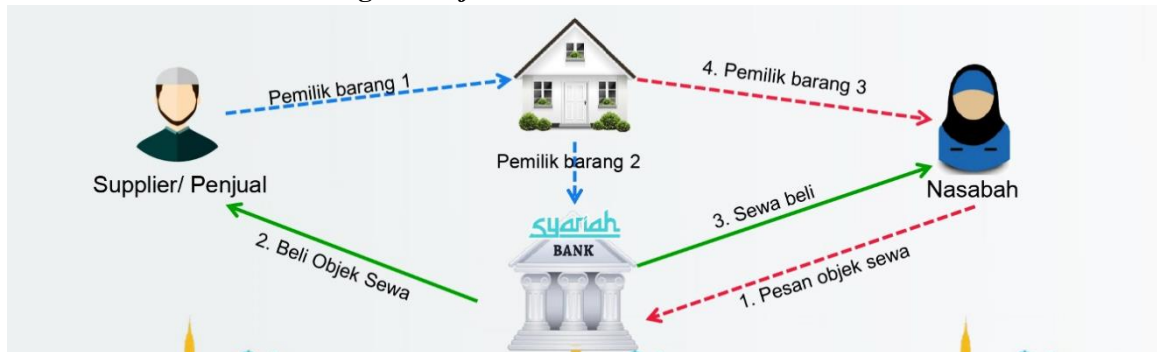 Pemilik barang 1
4. Pemilik barang 3
Pemilik barang 2
Supplier/ Penjual
Nasabah
3. Sewa beli
syariah
BANK
2. Beli Objek Sewa
1. Pesan objek sewa